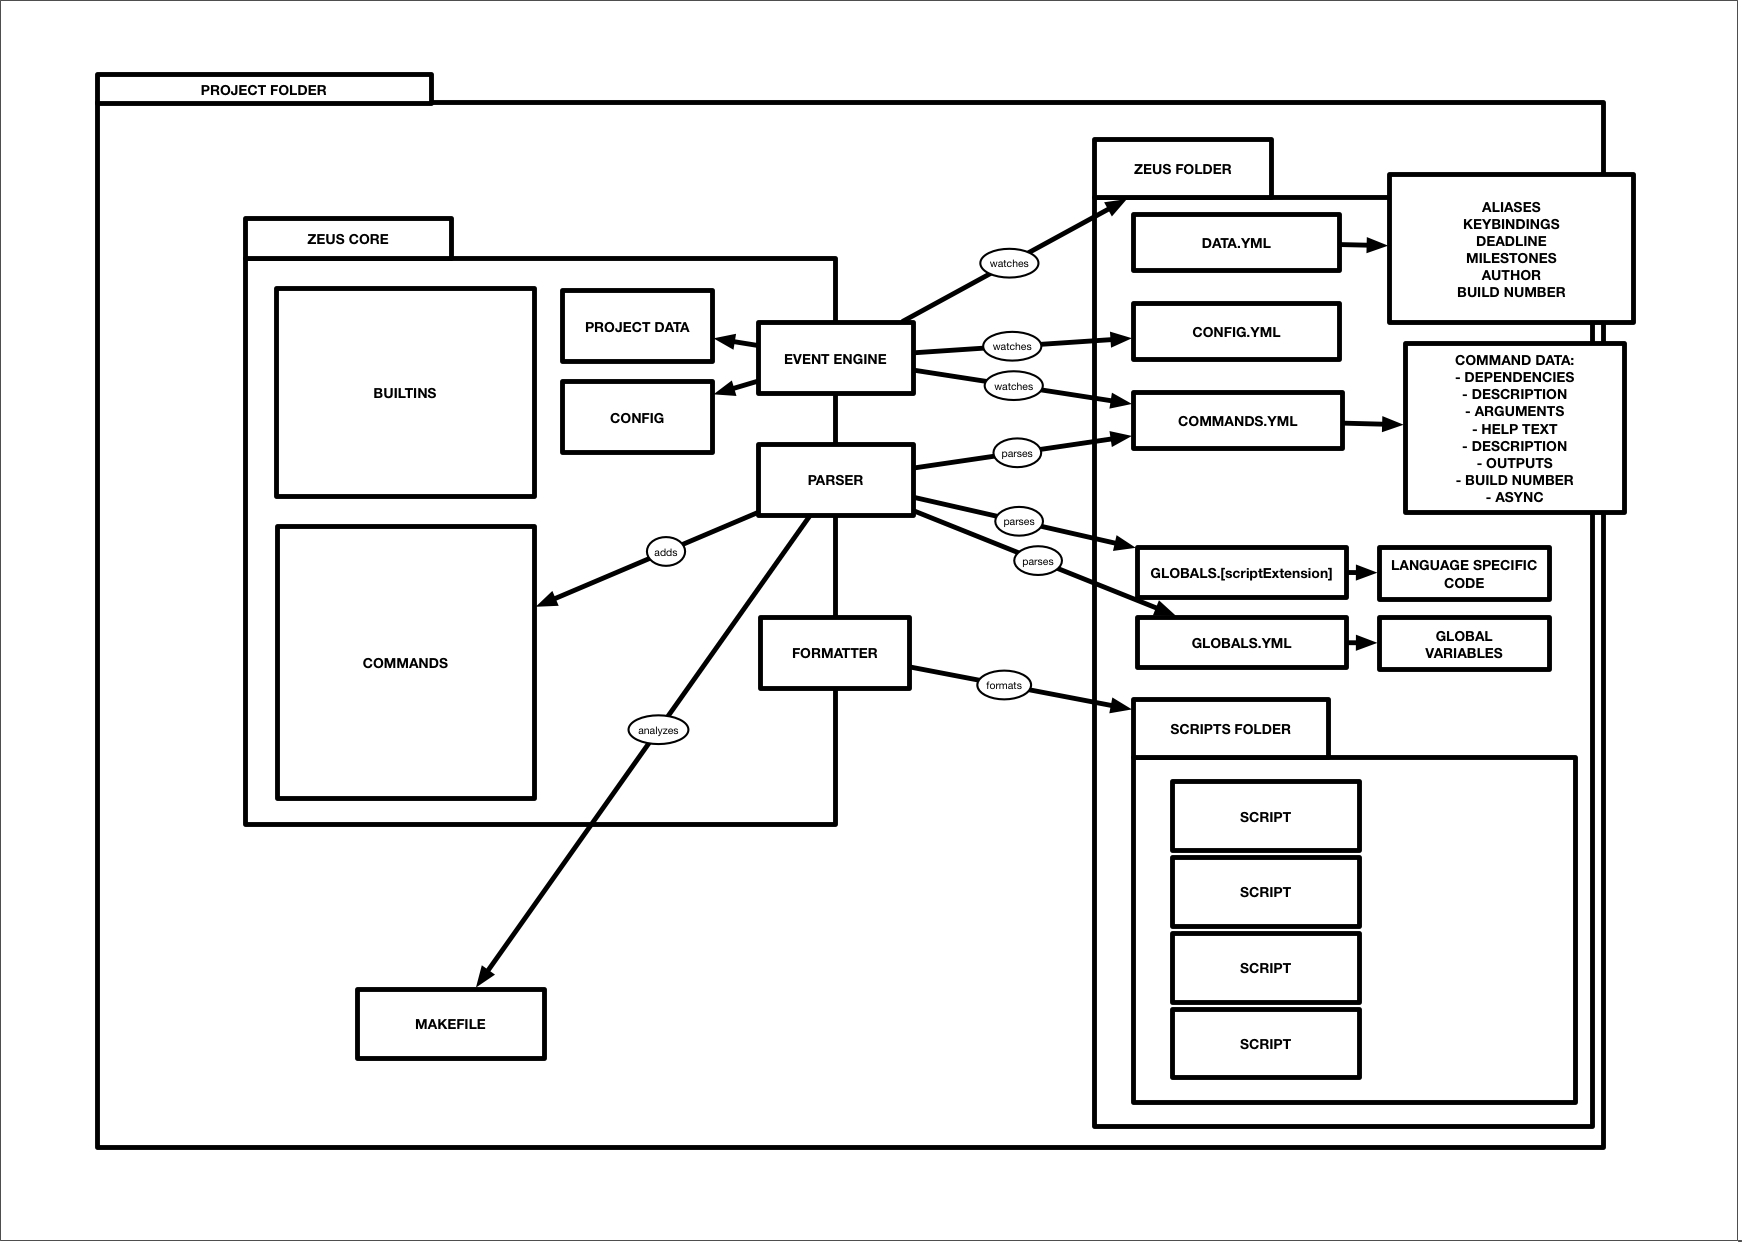 PROJECT FOLDER
ZEUS FOLDER
ALIASES
KEYBINDINGS
DEADLINE
MILESTONES
AUTHOR
BUILD NUMBER
ZEUS CORE
DATA.YML
watches
BUILTINS
PROJECT DATA
EVENT ENGINE
watches
CONFIG.YML
watches
CONFIG
COMMANDS.YML
COMMAND DATA:
- DEPENDENCIES
- DESCRIPTION
- ARGUMENTS
- HELP TEXT
- DESCRIPTION
- OUTPUTS
- BUILD NUMBER
- ASYNC
PARSER
parses
parses
parses
adds
GLOBALS.[scriptExtension]
LANGUAGE SPECIFIC
CODE
COMMANDS
FORMATTER
GLOBALS.YML
GLOBAL
VARIABLES
formats
analyzes
SCRIPTS FOLDER
SCRIPT
SCRIPT
SCRIPT
SCRIPT
MAKEFILE